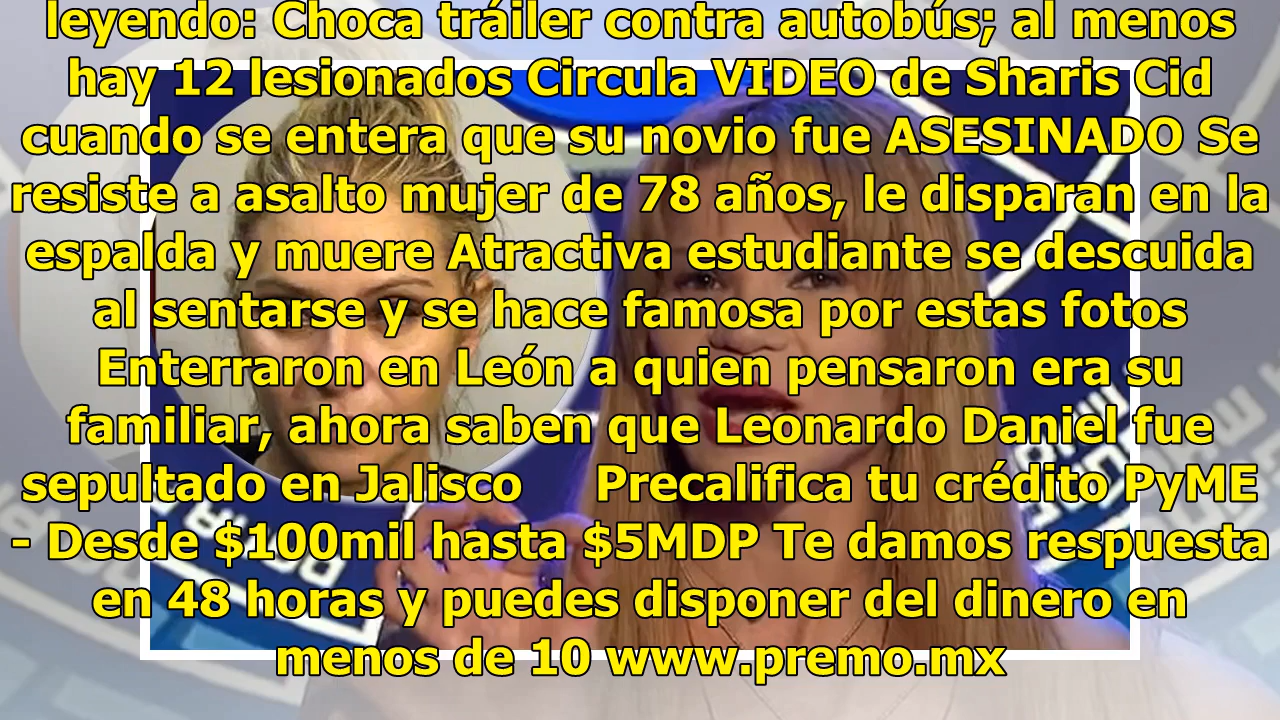 leyendo: Choca tráiler contra autobús; al menos
hay 12 lesionados Circula VIDEO de Sharis Cid
cuando se entera que su novio fue ASESINADO Se
resiste a asalto mujer de 78 años, le disparan en la
espalda y muere Atractiva estudiante se descuida
al sentarse y se hace famosa por estas fotos
Enterraron en León a quien pensaron era su
familiar, ahora saben que Leonardo Daniel fue
sepultado en Jalisco Precalifica tu crédito PyME
- Desde $100mil hasta $5MDP Te damos respuesta
en 48 horas y puedes disponer del dinero en
menos de 10 www.premo.mx